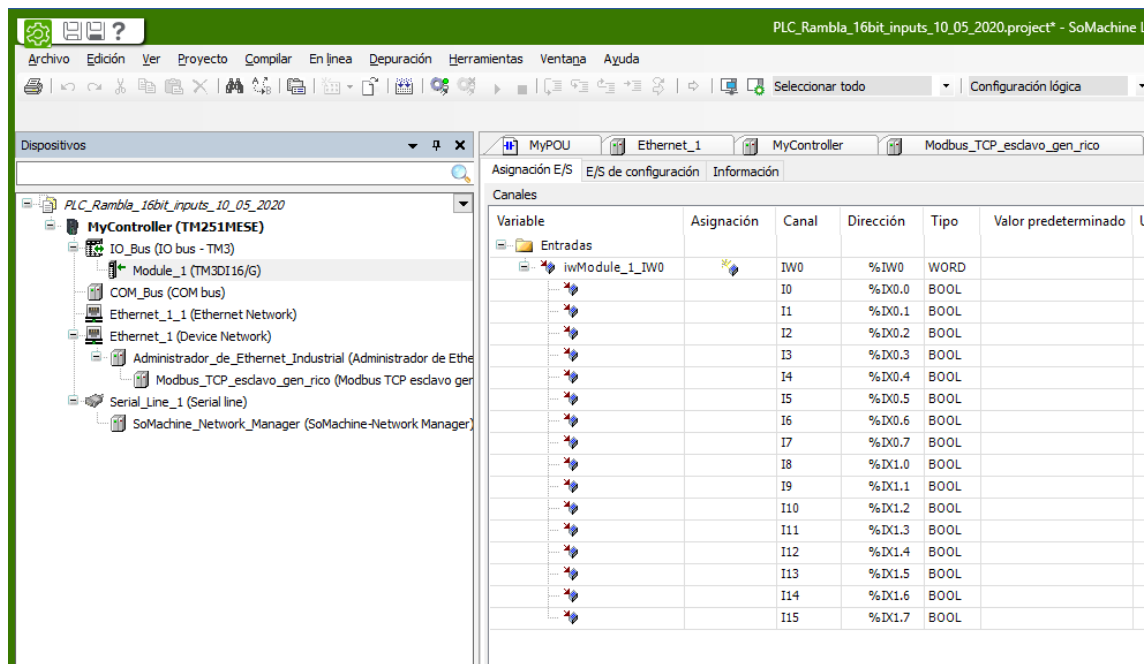 PLC_Rambla_16bit_inputs_10_05_2020.project* - SoMachine L
?
Archivo Edición Ver Proyecto Compilar En línea Depuración Herramientas Ventana Ayuda
Seleccionar todo Configuración lógica
Dispositivos
MyPOU Ethernet_1 MyController Modbus_TCP_esclavo_gen_rico
Asignación E/S E/S de configuración Información
Canales
PLC_Rambla_16bit_inputs_10_05_2020
MyController (TM251MESE)
IO_Bus (IO bus - TM3)
Module_1 (TM3DI16/G)
COM_Bus (COM bus)
Ethernet_1_1 (Ethernet Network)
Ethernet_1 (Device Network)
Administrador_de_Ethernet_Industrial (Administrador de Ethe
Modbus_TCP_esclavo_gen_rico (Modbus TCP esclavo ger
Serial_Line_1 (Serial line)
SoMachine_Network_Manager (SoMachine-Network Manager)
Variable Asignación Canal Dirección Tipo Valor predeterminado U
Entradas
iwModule_1_IW0 IW0 %IW0 WORD
I0 %IX0.0 BOOL
I1 %IX0.1 BOOL
I2 %IX0.2 BOOL
I3 %IX0.3 BOOL
I4 %IX0.4 BOOL
I5 %IX0.5 BOOL
I6 %IX0.6 BOOL
I7 %IX0.7 BOOL
I8 %IX1.0 BOOL
I9 %IX1.1 BOOL
I10 %IX1.2 BOOL
I11 %IX1.3 BOOL
I12 %IX1.4 BOOL
I13 %IX1.5 BOOL
I14 %IX1.6 BOOL
I15 %IX1.7 BOOL